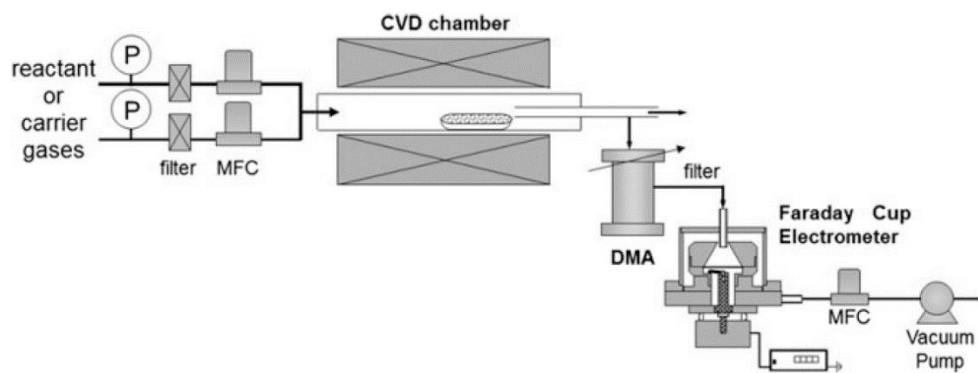 CVD chamber
P
reactant
or
carrier
gases
P
filter
MFC
filter
DMA
Faraday Cup
Electrometer
MFC
Vacuum
Pump